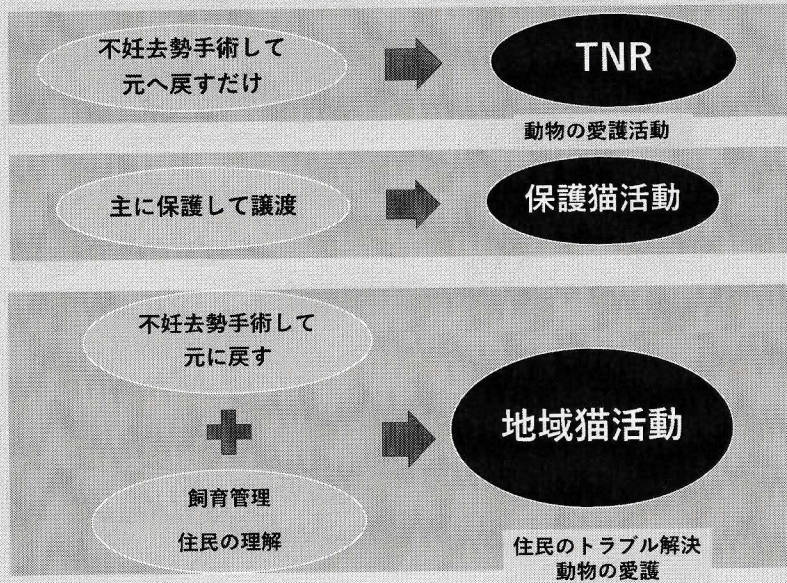 不妊去勢手術して
元へ戻すだけ
TNR
動物の愛護活動
主に保護して譲渡
保護猫活動
不妊去勢手術して
元に戻す
飼育管理
住民の理解
地域猫活動
住民のトラブル解決
動物の愛護